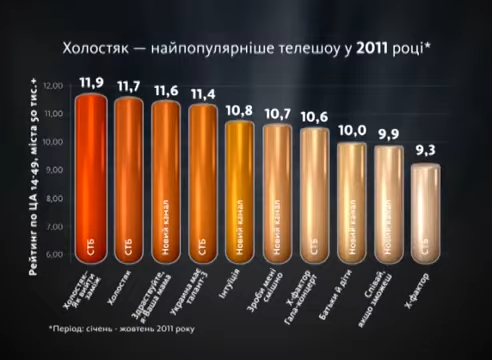 Холостяк — найпопулярніше телешоу у 2011 році*
Рейтинг по ЦА 14-49, міста 50 тис.+
12,00
11,00
10,00
9,00
8,00
7,00
6,00
11,9
11,7
11,6
11,4
10,8
10,7
10,6
10,0
9,9
9,3
СТБ
СТБ
Новий канал
СТБ
Новий канал
Новий канал
СТБ
Новий канал
Новий канал
СТБ
Холостяк-
Як вийти
заміж
Холостяк
Здрастуйте,
я-Ваша мама
Украина має
талант-3
Інтуїція
Зроби мені
смішно
Х-фактор
Гала-концерт
Батьки й діти
Співай,
якщо зможеш
Х-фактор
*Період: січень - жовтень 2011 року